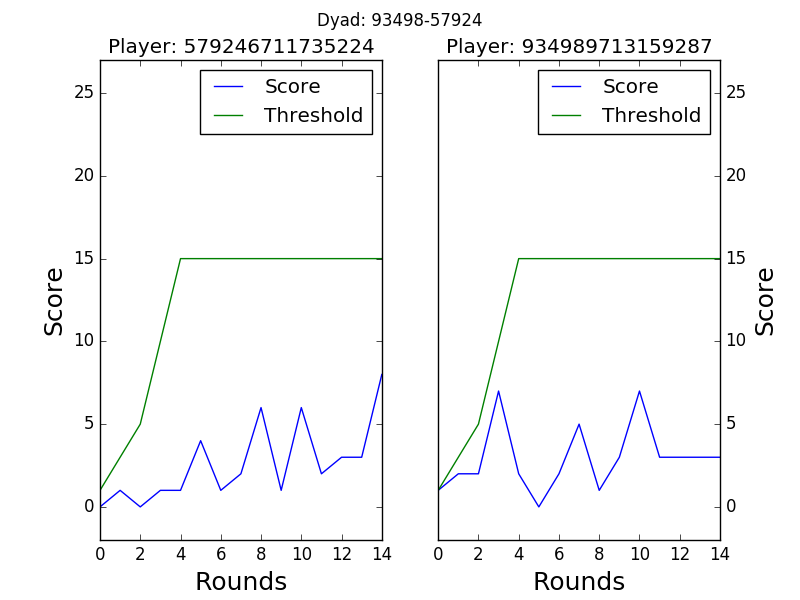 Dyad: 93498-57924
Player: 579246711735224
Player: 934989713159287
Score
Threshold
Score
Threshold
25
20
15
10
5
0
25
20
15
10
5
0
Score
Score
0 2 4 6 8 10 12 14
0 2 4 6 8 10 12 14
Rounds
Rounds